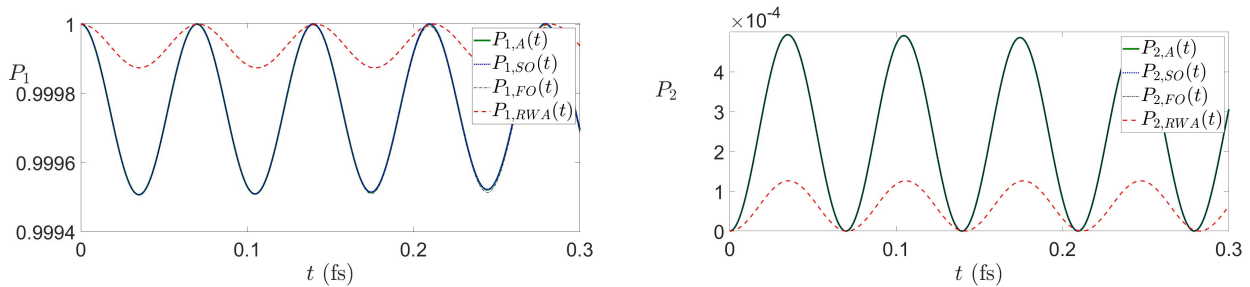 1
0.9998
0.9996
0.9994
P₁
0
0.1
0.2
0.3
t (fs)
P₁,A(t)
P₁,SO(t)
P₁,FO(t)
P₁,RWA(t)
×10⁻⁴
4
3
2
1
0
P₂
0
0.1
0.2
0.3
t (fs)
P₂,A(t)
P₂,SO(t)
P₂,FO(t)
P₂,RWA(t)